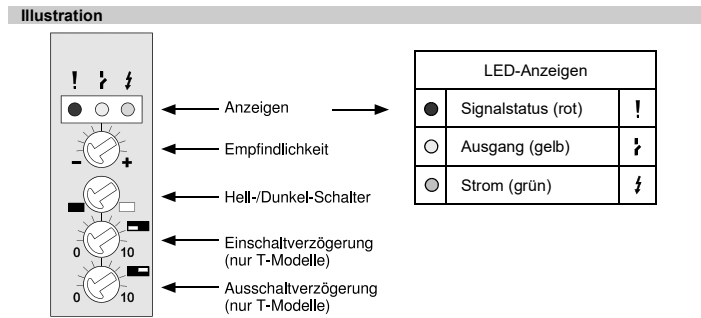 Illustration
! 
Anzeigen
- +
Empfindlichkeit
Hell-/Dunkel-Schalter
0 10
Einschaltverzögerung
(nur T-Modelle)
0 10
Ausschaltverzögerung
(nur T-Modelle)
LED-Anzeigen
Signalstatus (rot) !
Ausgang (gelb)
Strom (grün)